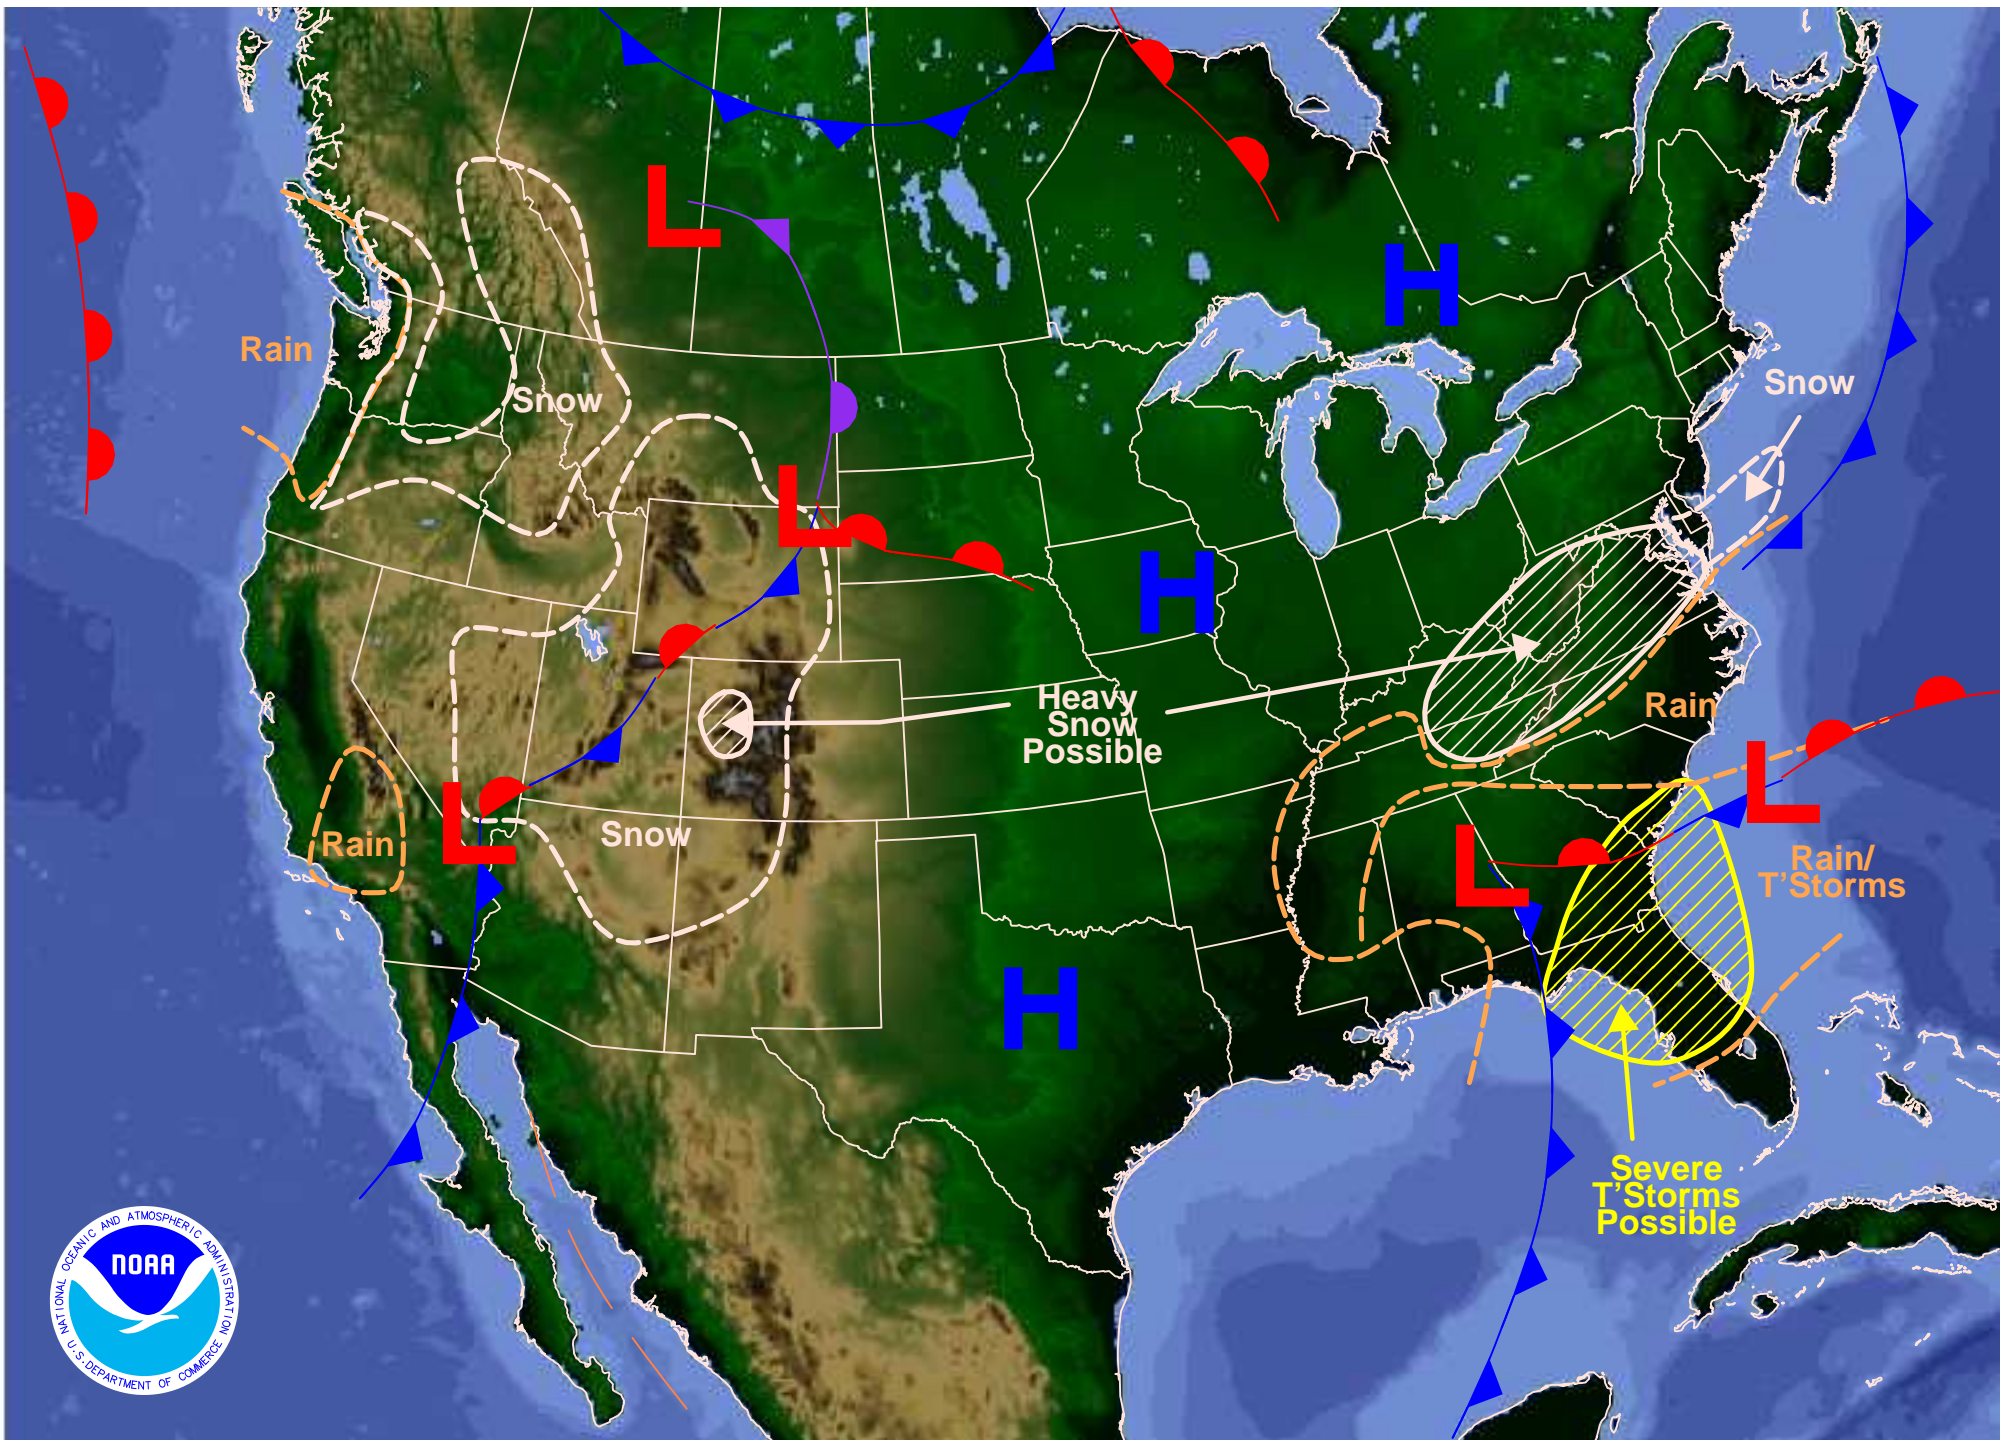 L
H
Rain
Snow
Snow
L
H
Rain
Heavy
Snow
Possible
L
L
Rain
Snow
L
Rain/
T'Storms
H
Severe
T'Storms
Possible
NATIONAL OCEANIC AND ATMOSPHERIC ADMINISTRATION
NOAA
U.S. DEPARTMENT OF COMMERCE